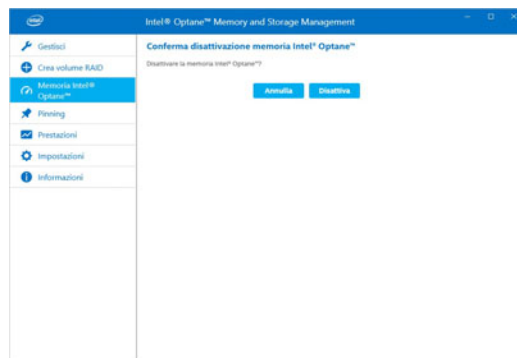 intel
Intel® Optane™ Memory and Storage Management
Gestisci
Crea volume RAID
Memoria Intel®
Optane™
Pinning
Prestazioni
Impostazioni
Informazioni
Conferma disattivazione memoria Intel® Optane™
Disattivare la memoria Intel® Optane™?
Annulla
Disattiva